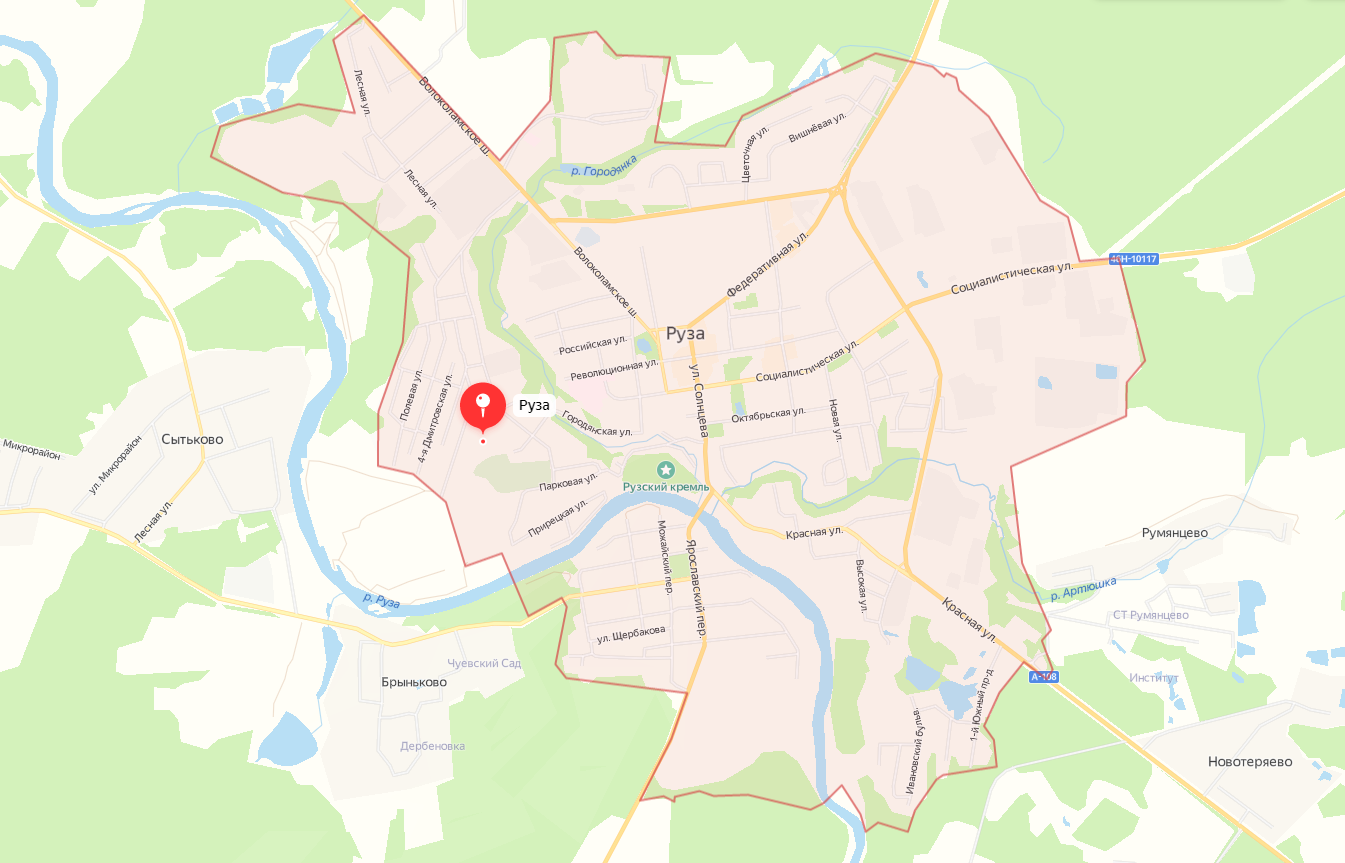 Лесная ул.
Волоколамское ш.
Цветочная ул.
Вишнёвая ул.
р. Городянка
Лесная ул.
Федеративная ул.
Волоколамское ш.
Социалистическая ул.
46Н-10117
Руза
Российская ул.
Революционная ул.
Социалистическая ул.
ул. Солнцева
Полевая ул.
4-я Дмитровская ул.
Руза
Октябрьская ул.
Новая ул.
Городянская ул.
Сытьково
Микрорайон
ул. Микрорайон
Лесная ул.
Парковая ул.
Рузский кремль
Прирецкая ул.
Можайский пер.
Ярославский пер.
Красная ул.
Высокая ул.
Румянцево
р. Артюшка
р. Руза
Красная ул.
СТ Румянцево
ул. Щербакова
Чуевский Сад
Брыньково
А-108
Институт
1-й Южный пр-д
Ивановский бульв.
Дербеновка
Новотеряево